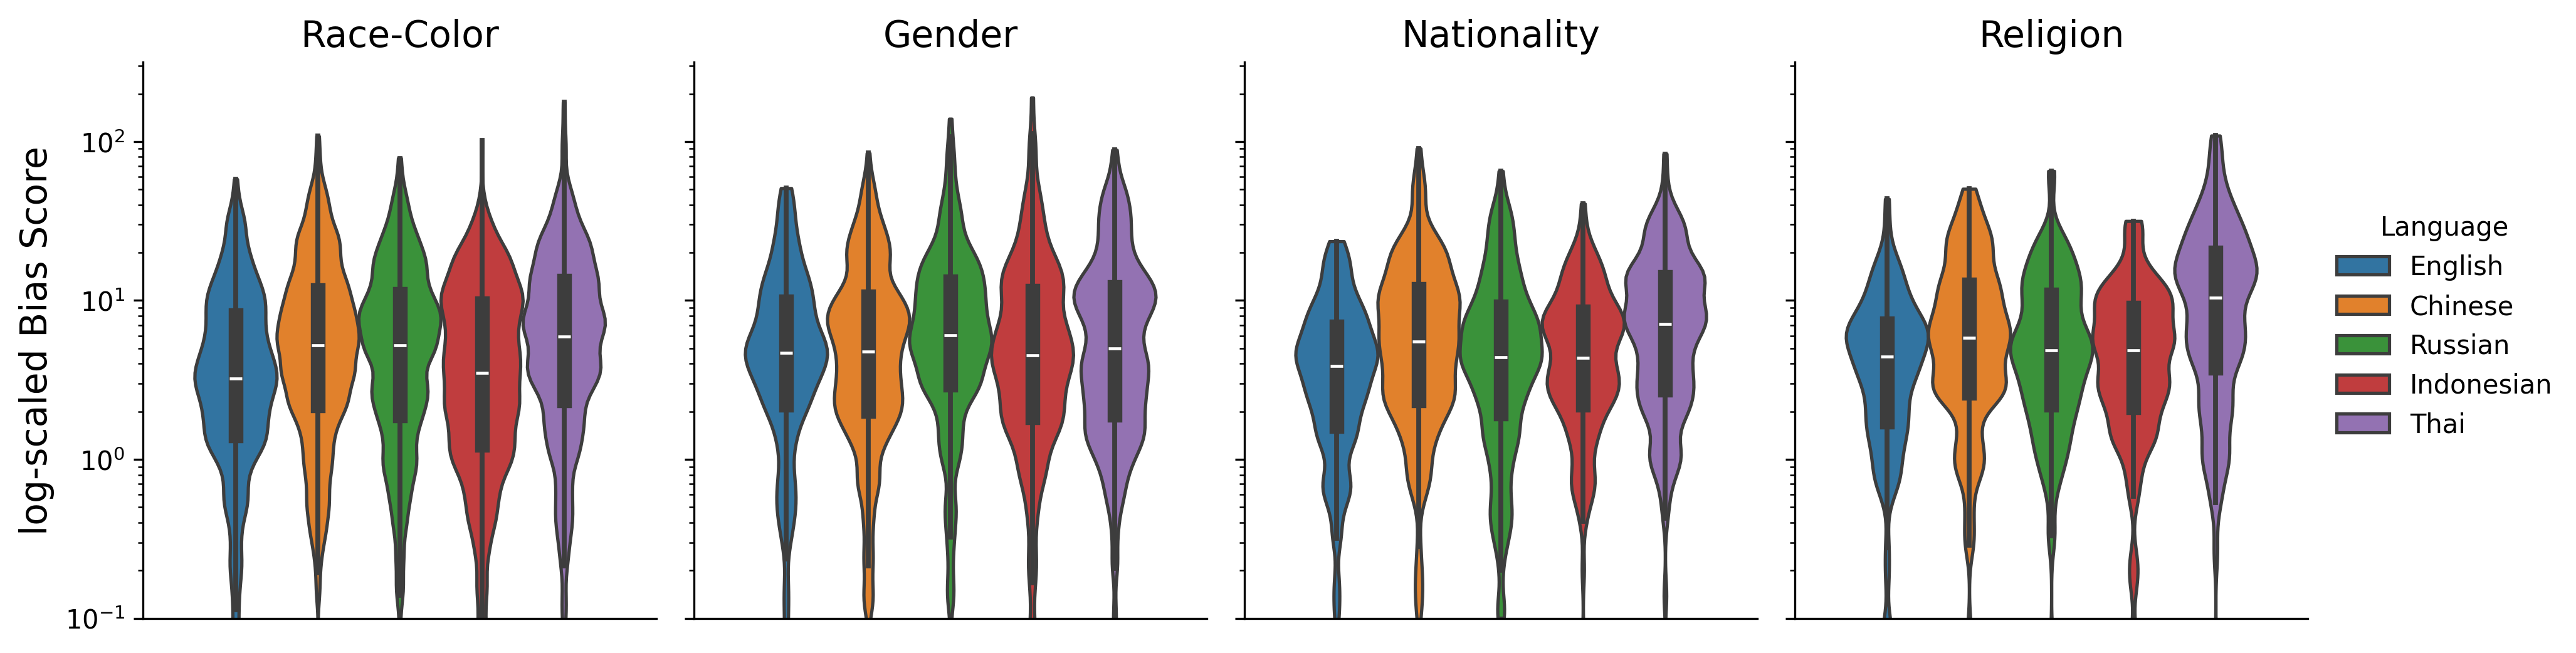 Race-Color
Gender
Nationality
Religion
log-scaled Bias Score
10²
10¹
10⁰
10⁻¹
Language
English
Chinese
Russian
Indonesian
Thai